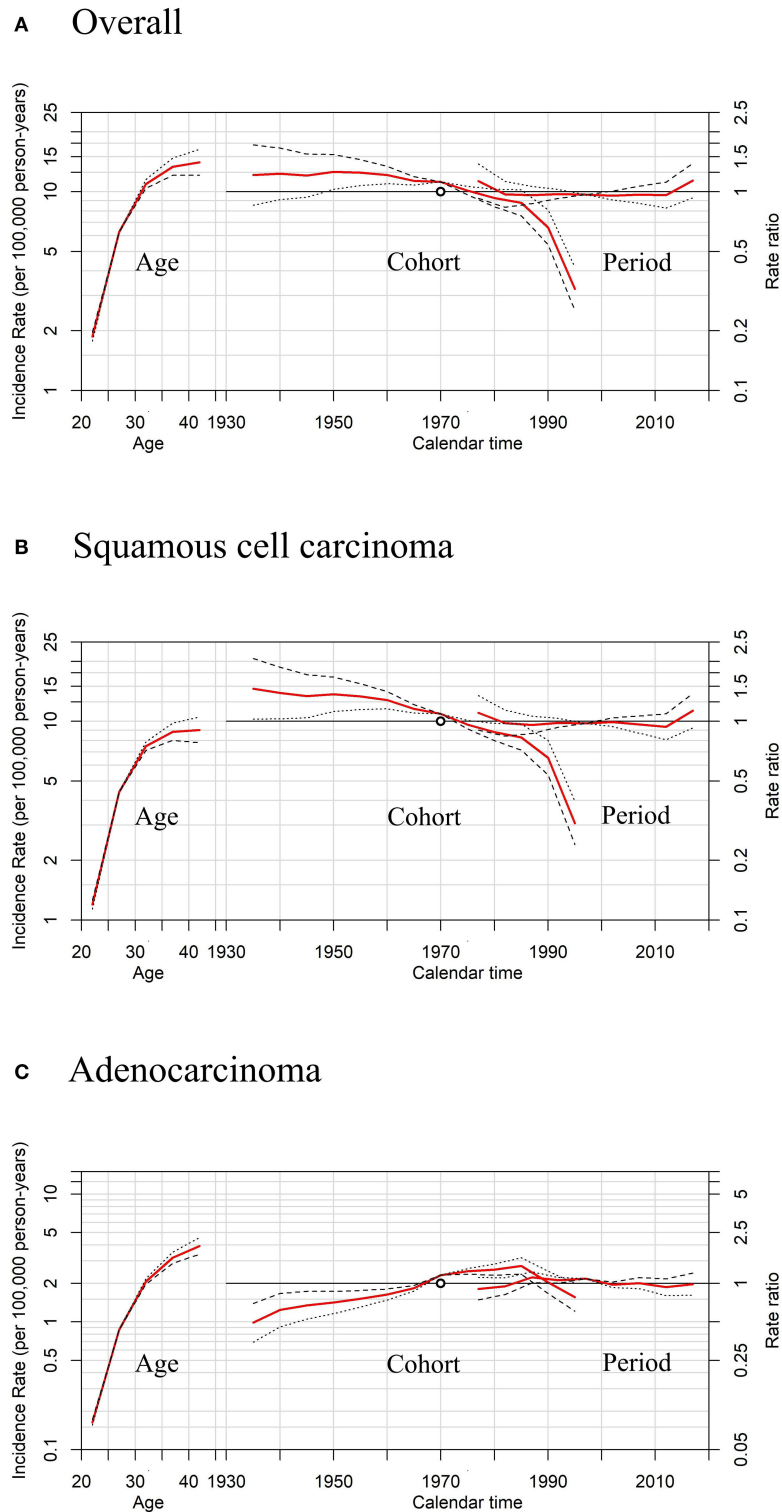 A Overall
Incidence Rate (per 100,000 person-years)
25
15
10
5
2
1
2.5
1.5
1
0.5
0.2
0.1
Rate ratio
Age
Cohort
Period
20 30 40 1930 1950 1970 1990 2010
Age
Calendar time
B Squamous cell carcinoma
Incidence Rate (per 100,000 person-years)
25
15
10
5
2
1
2.5
1.5
1
0.5
0.2
0.1
Rate ratio
Age
Cohort
Period
20 30 40 1930 1950 1970 1990 2010
Age
Calendar time
C Adenocarcinoma
Incidence Rate (per 100,000 person-years)
10
5
2
1
0.5
0.1
5
2.5
1
0.25
0.05
Rate ratio
Age
Cohort
Period
20 30 40 1930 1950 1970 1990 2010
Age
Calendar time